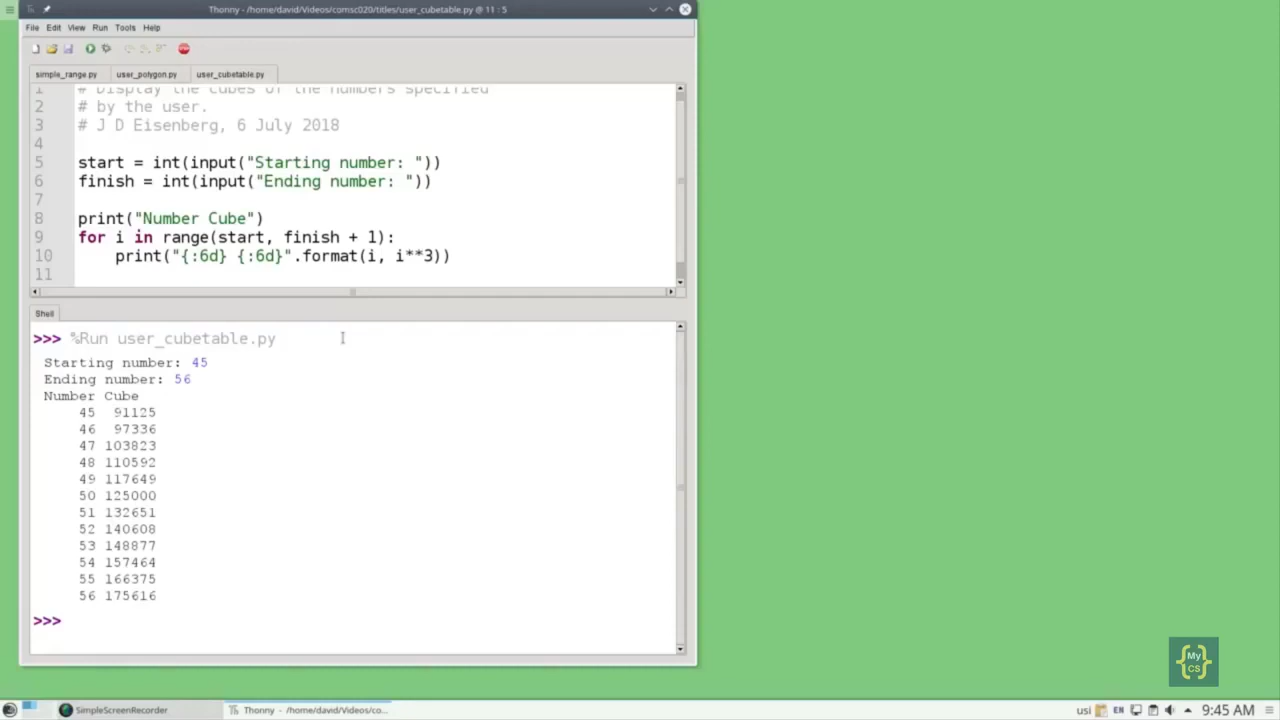 Thonny - /home/david/Videos/comsc020/titles/user_cubetable.py @ 11 : 5
File Edit View Run Tools Help
simple_range.py user_polygon.py user_cubetable.py
1 # Display the cubes of the numbers specified
2 # by the user.
3 # J D Eisenberg, 6 July 2018
4
5 start = int(input("Starting number: "))
6 finish = int(input("Ending number: "))
7
8 print("Number Cube")
9 for i in range(start, finish + 1):
10     print("{:6d} {:6d}".format(i, i**3))
11
Shell
>>> %Run user_cubetable.py
Starting number: 45
Ending number: 56
Number Cube
45 91125
46 97336
47 103823
48 110592
49 117649
50 125000
51 132651
52 140608
53 148877
54 157464
55 166375
56 175616
>>>
{My CS}
SimpleScreenRecorder Thonny - /home/david/Videos/co... usi EN 9:45 AM